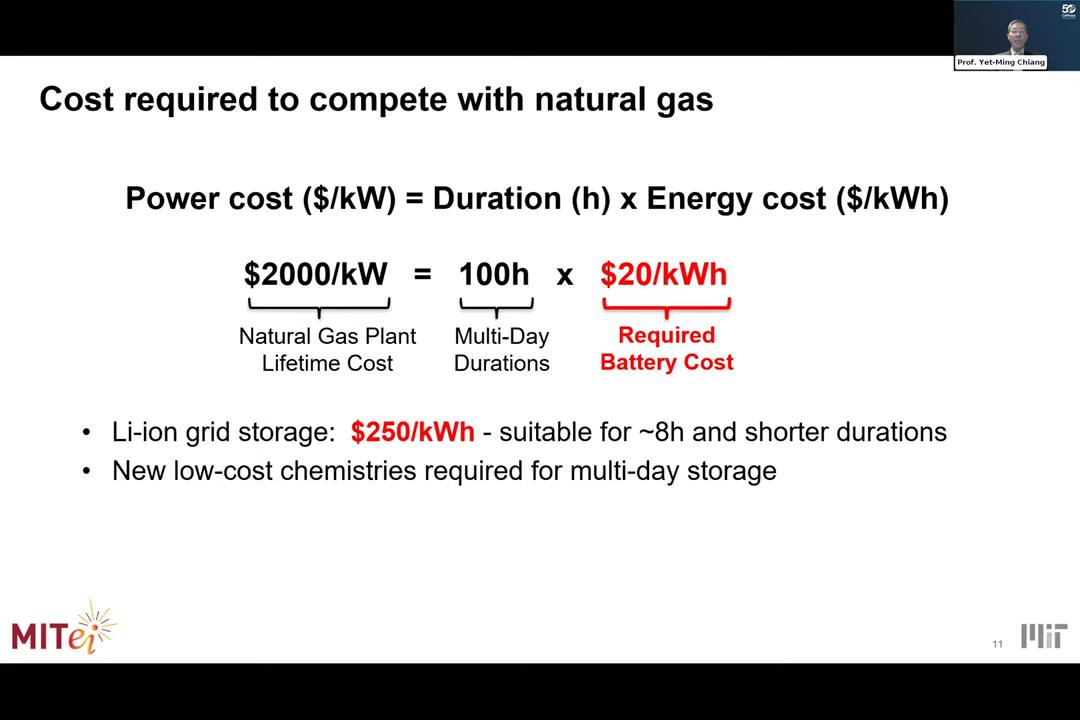 50
Prof. Yet-Ming Chiang
Cost required to compete with natural gas
Power cost ($/kW) = Duration (h) x Energy cost ($/kWh)
$2000/kW = 100h x $20/kWh
Natural Gas Plant Lifetime Cost
Multi-Day Durations
Required Battery Cost
• Li-ion grid storage: $250/kWh - suitable for ~8h and shorter durations
• New low-cost chemistries required for multi-day storage
MITei
11
MIT